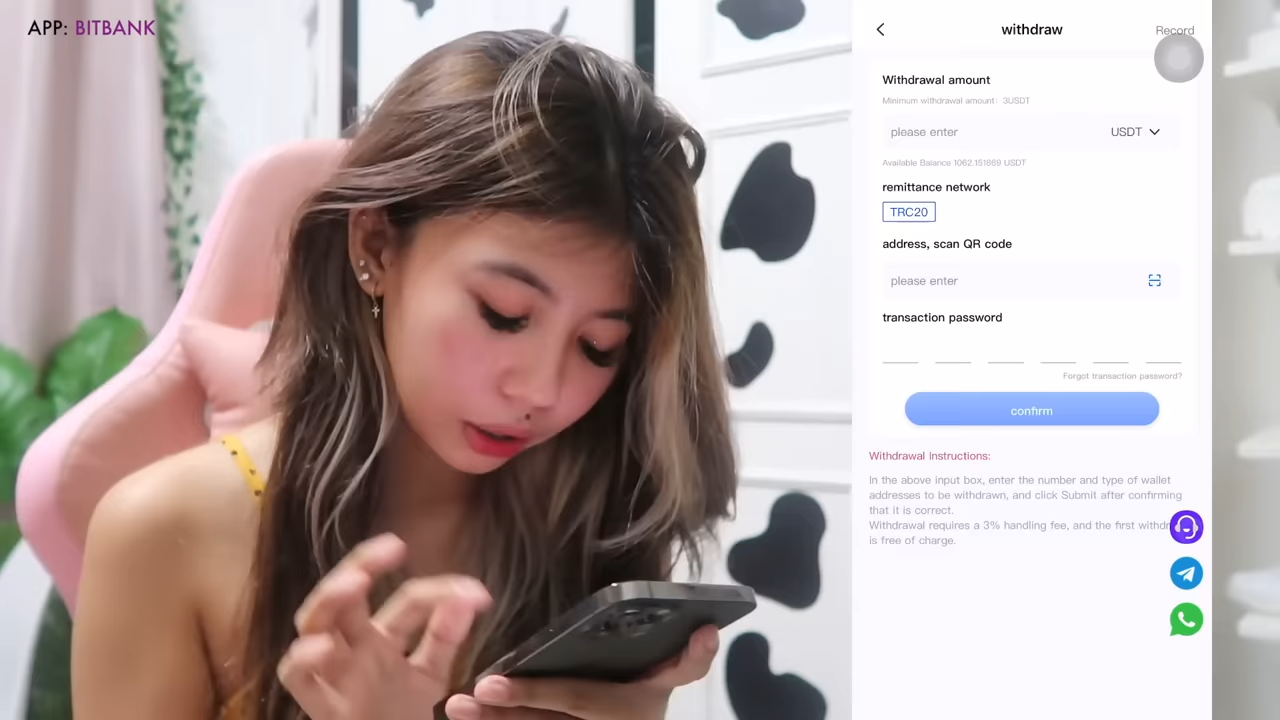 APP: BITBANK
withdraw
Record
Withdrawal amount
Minimum withdrawal amount: 3USDT
please enter
USDT
Available Balance 1062.151869 USDT
remittance network
TRC20
address, scan QR code
please enter
transaction password
Forgot transaction password?
confirm
Withdrawal Instructions:
In the above input box, enter the number and type of wallet
addresses to be withdrawn, and click Submit after confirming
that it is correct.
Withdrawal requires a 3% handling fee, and the first
is free of charge.